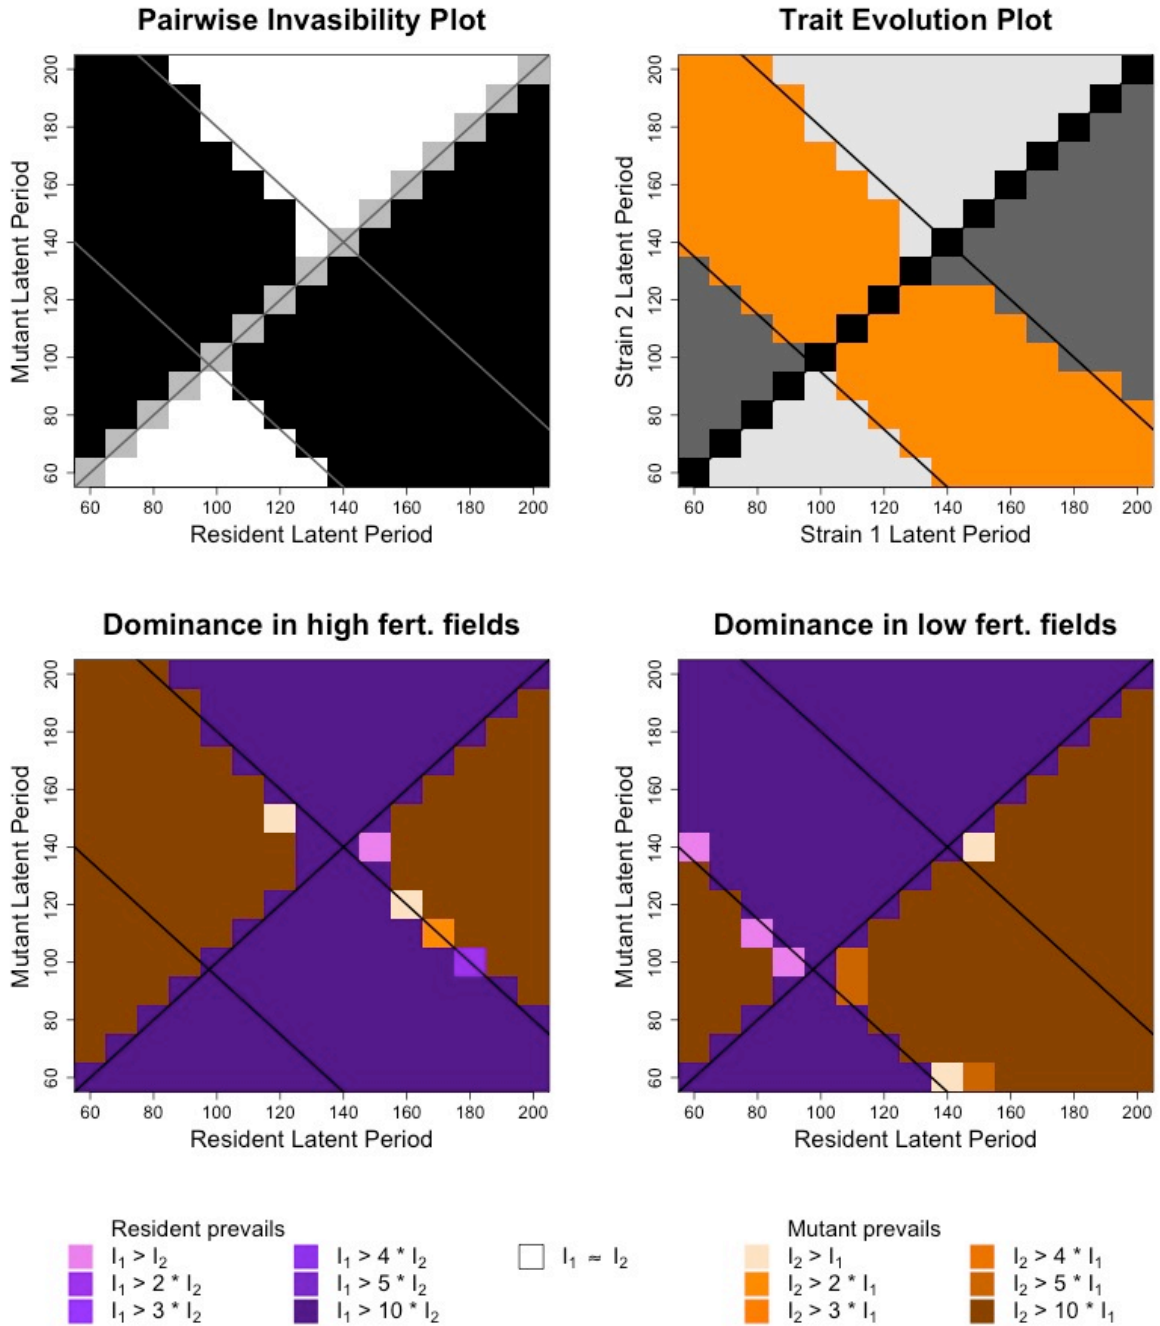 Pairwise Invasibility Plot
Mutant Latent Period
200
180
160
140
120
100
80
60
60 80 100 120 140 160 180 200
Resident Latent Period
Trait Evolution Plot
Strain 2 Latent Period
200
180
160
140
120
100
80
60
60 80 100 120 140 160 180 200
Strain 1 Latent Period
Dominance in high fert. fields
Mutant Latent Period
200
180
160
140
120
100
80
60
60 80 100 120 140 160 180 200
Resident Latent Period
Dominance in low fert. fields
Mutant Latent Period
200
180
160
140
120
100
80
60
60 80 100 120 140 160 180 200
Resident Latent Period
Resident prevails
I₁ > I₂
I₁ > 2 * I₂
I₁ > 3 * I₂
I₁ > 4 * I₂
I₁ > 5 * I₂
I₁ > 10 * I₂
I₁ ≈ I₂
Mutant prevails
I₂ > I₁
I₂ > 2 * I₁
I₂ > 3 * I₁
I₂ > 4 * I₁
I₂ > 5 * I₁
I₂ > 10 * I₁